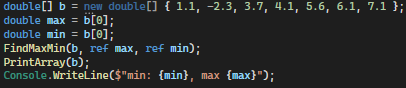 double[] b = new double[] { 1.1, -2.3, 3.7, 4.1, 5.6, 6.1, 7.1 };
double max = b[0];
double min = b[0];
FindMaxMin(b, ref max, ref min);
PrintArray(b);
Console.WriteLine($"min: {min}, max {max}");